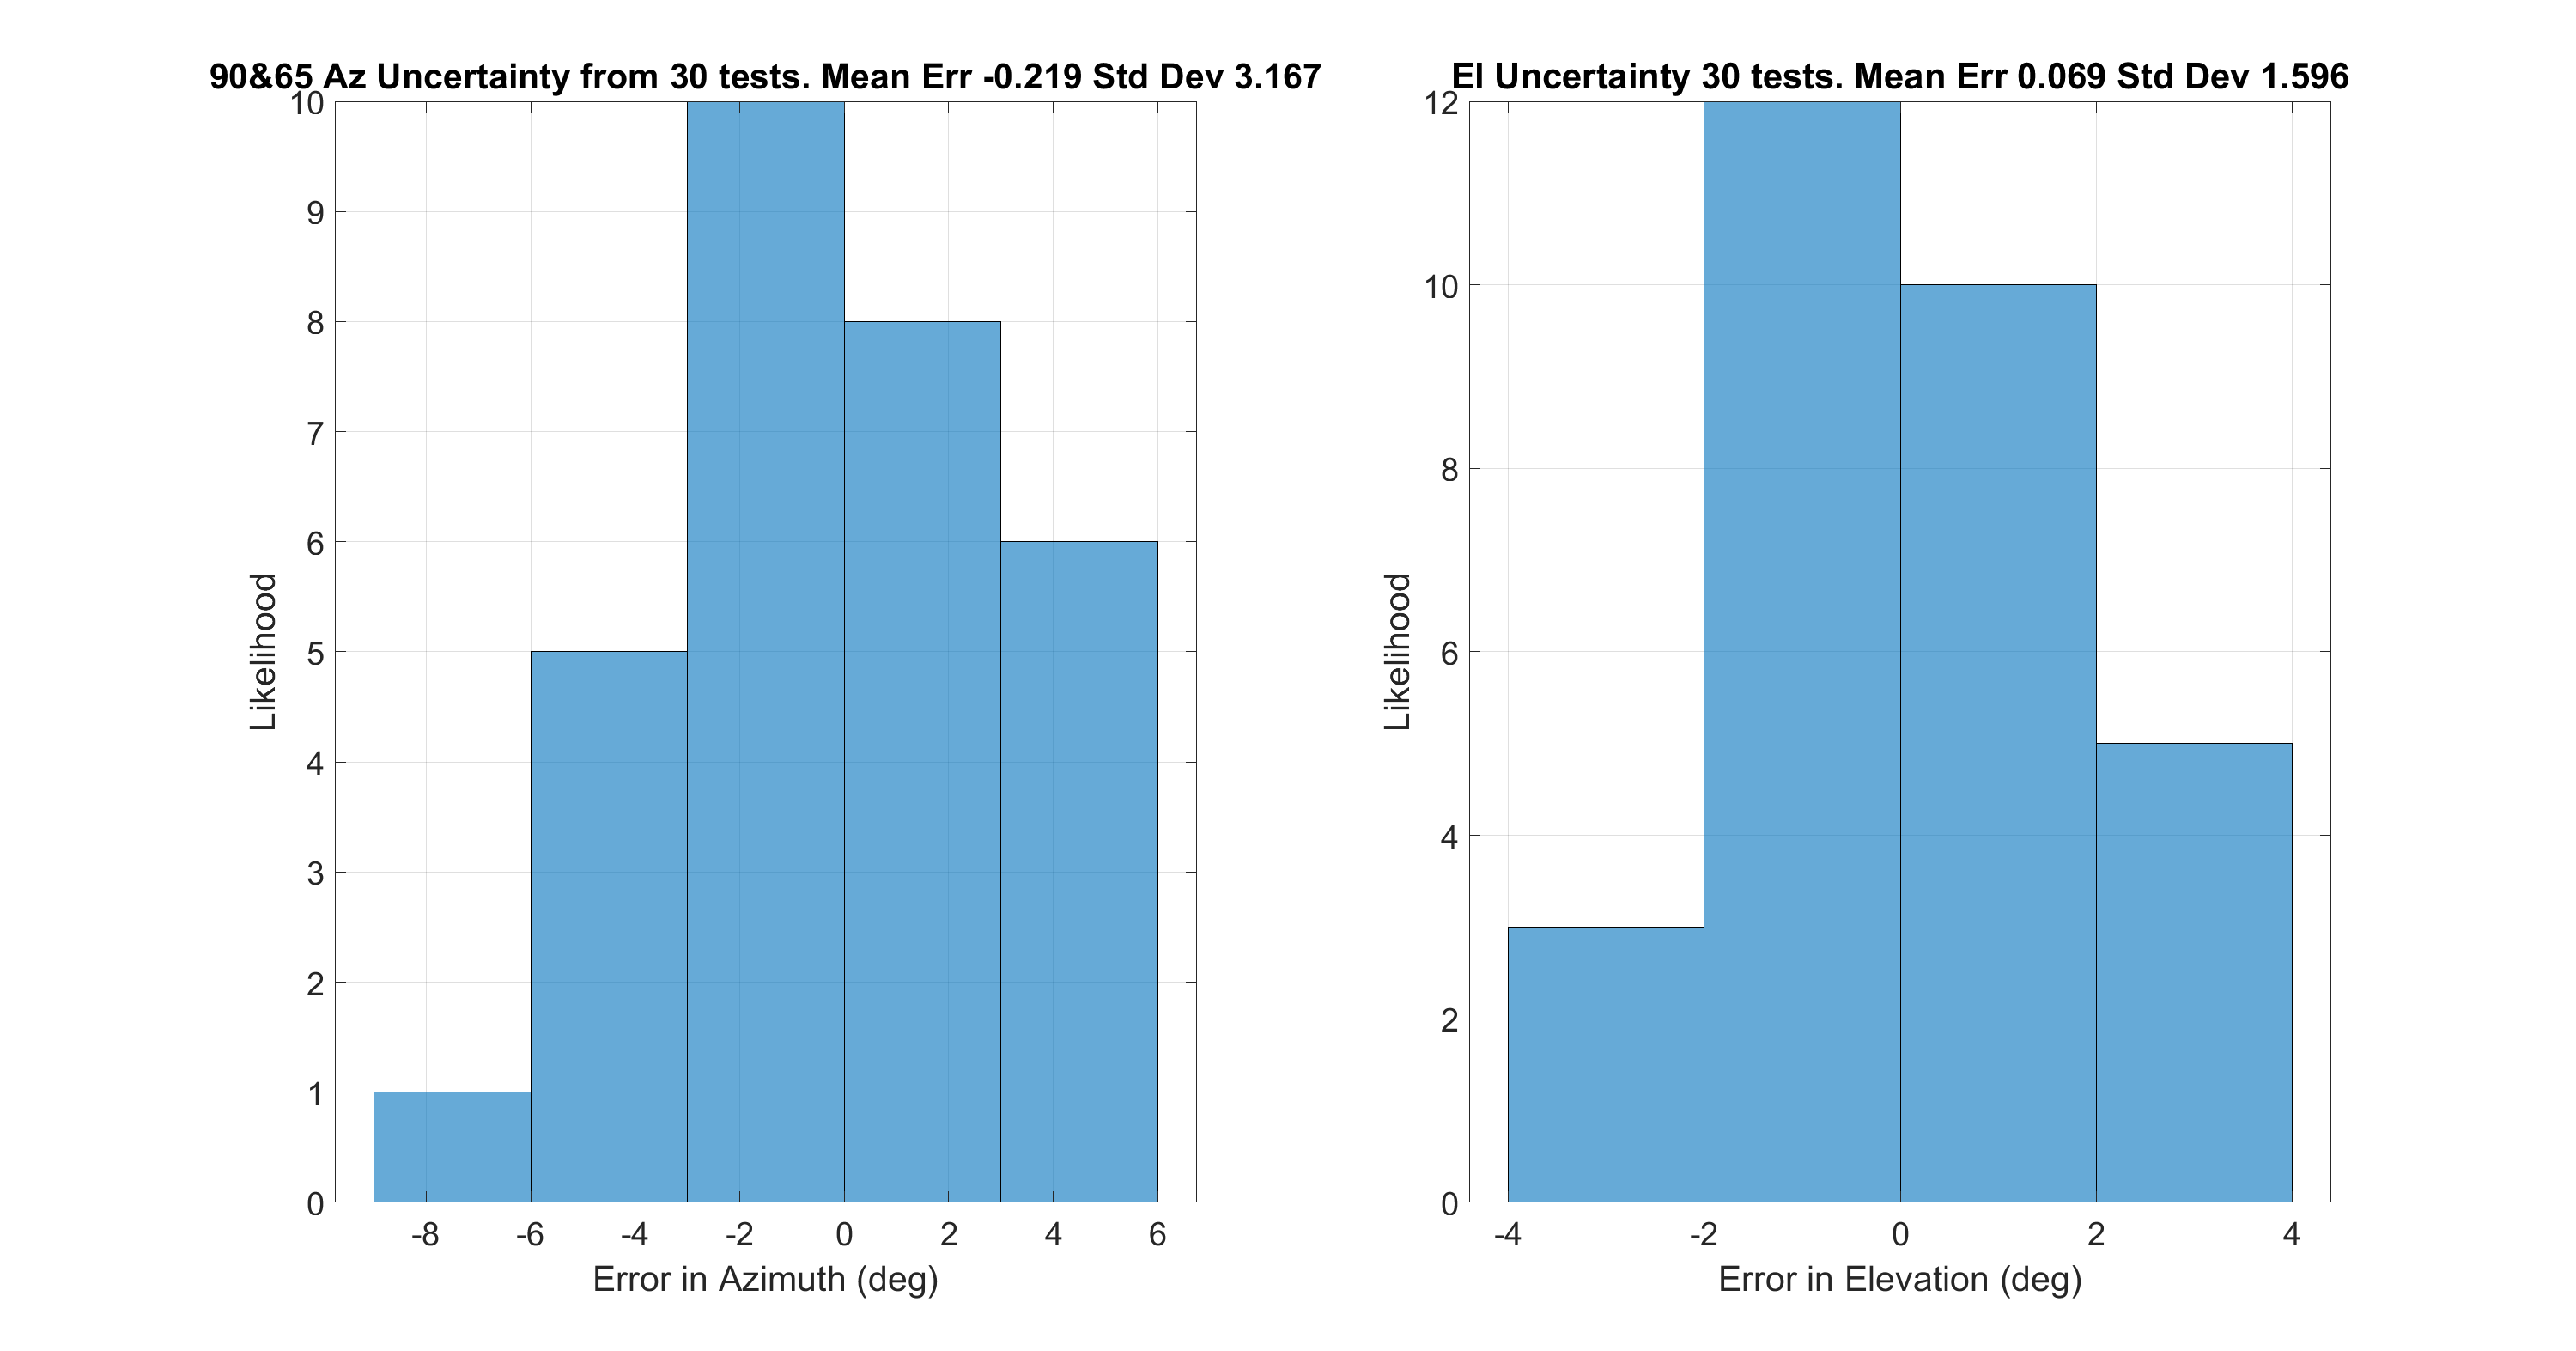 90&65 Az Uncertainty from 30 tests. Mean Err -0.219 Std Dev 3.167
10
9
8
7
6
5
4
3
2
1
0
Likelihood
-8 -6 -4 -2 0 2 4 6
Error in Azimuth (deg)
El Uncertainty 30 tests. Mean Err 0.069 Std Dev 1.596
12
10
8
6
4
2
0
Likelihood
-4 -2 0 2 4
Error in Elevation (deg)